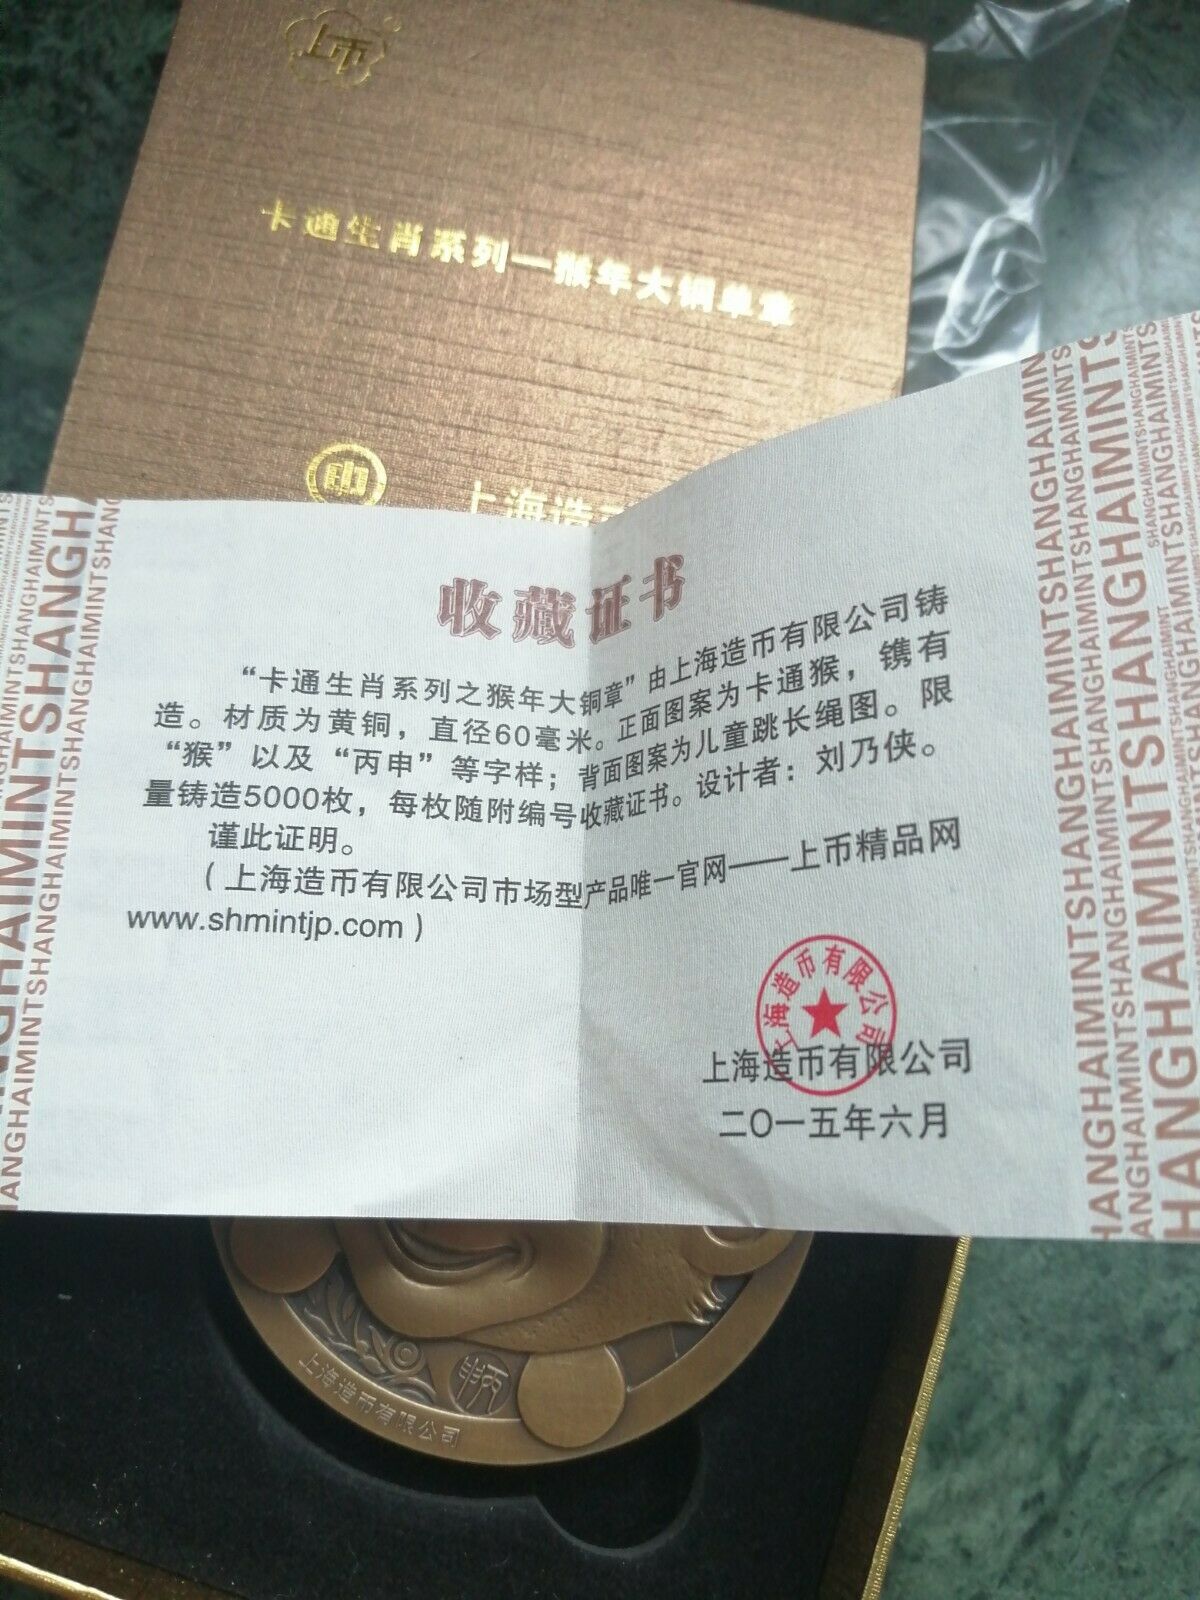 上币
卡通生肖系列—猴年大铜单章
上海造币
收藏证书
“卡通生肖系列之猴年大铜章”由上海造币有限公司铸
造。材质为黄铜，直径60毫米。正面图案为卡通猴，镌有
“猴”以及“丙申”等字样；背面图案为儿童跳长绳图。限
量铸造5000枚，每枚随附编号收藏证书。设计者：刘乃侠。
谨此证明。
（上海造币有限公司市场型产品唯一官网——上币精品网
www.shmintjp.com）
上海造币有限公司
上海造币有限公司
二〇一五年六月
SHANGHAIMINTSHANGHAIMINTSHANGHAIMINT
上海造币有限公司
丙申